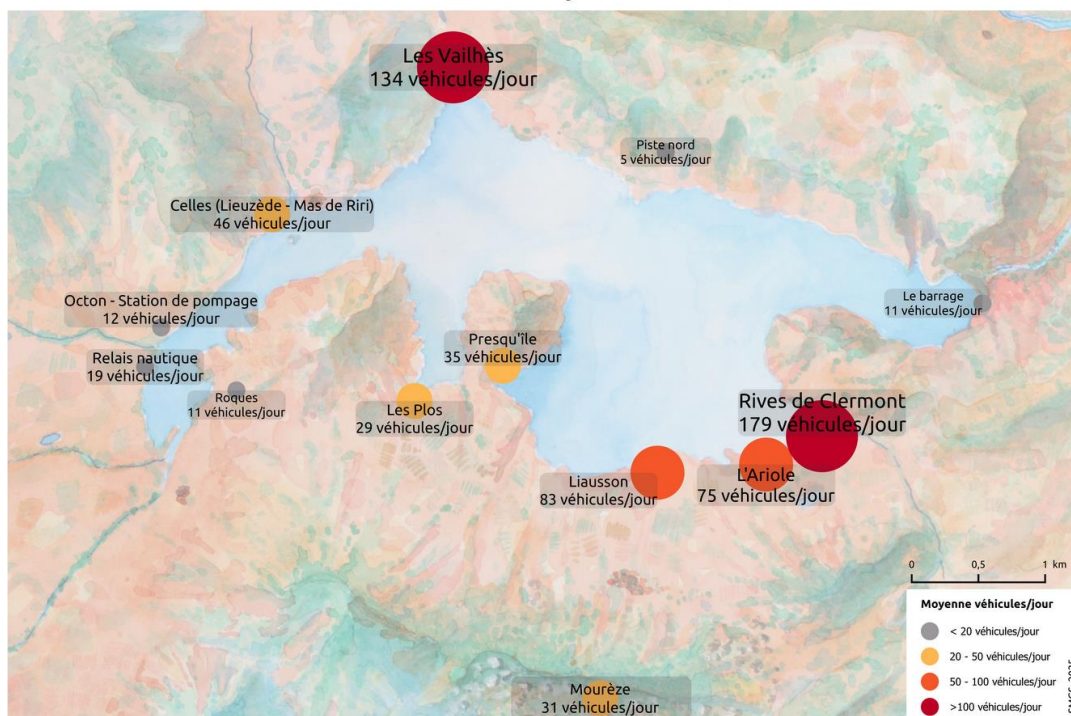 Les Vailhès
134 véhicules/jour
Piste nord
5 véhicules/jour
Celles (Lieuzède - Mas de Riri)
46 véhicules/jour
Octon - Station de pompage
12 véhicules/jour
Le barrage
11 véhicules/jour
Presqu'île
35 véhicules/jour
Relais nautique
19 véhicules/jour
Roques
11 véhicules/jour
Les Plos
29 véhicules/jour
Rives de Clermont
179 véhicules/jour
Liausson
83 véhicules/jour
L'Ariole
75 véhicules/jour
0 0,5 1 km
Moyenne véhicules/jour
< 20 véhicules/jour
20 - 50 véhicules/jour
50 - 100 véhicules/jour
>100 véhicules/jour
Mourèze
31 véhicules/jour